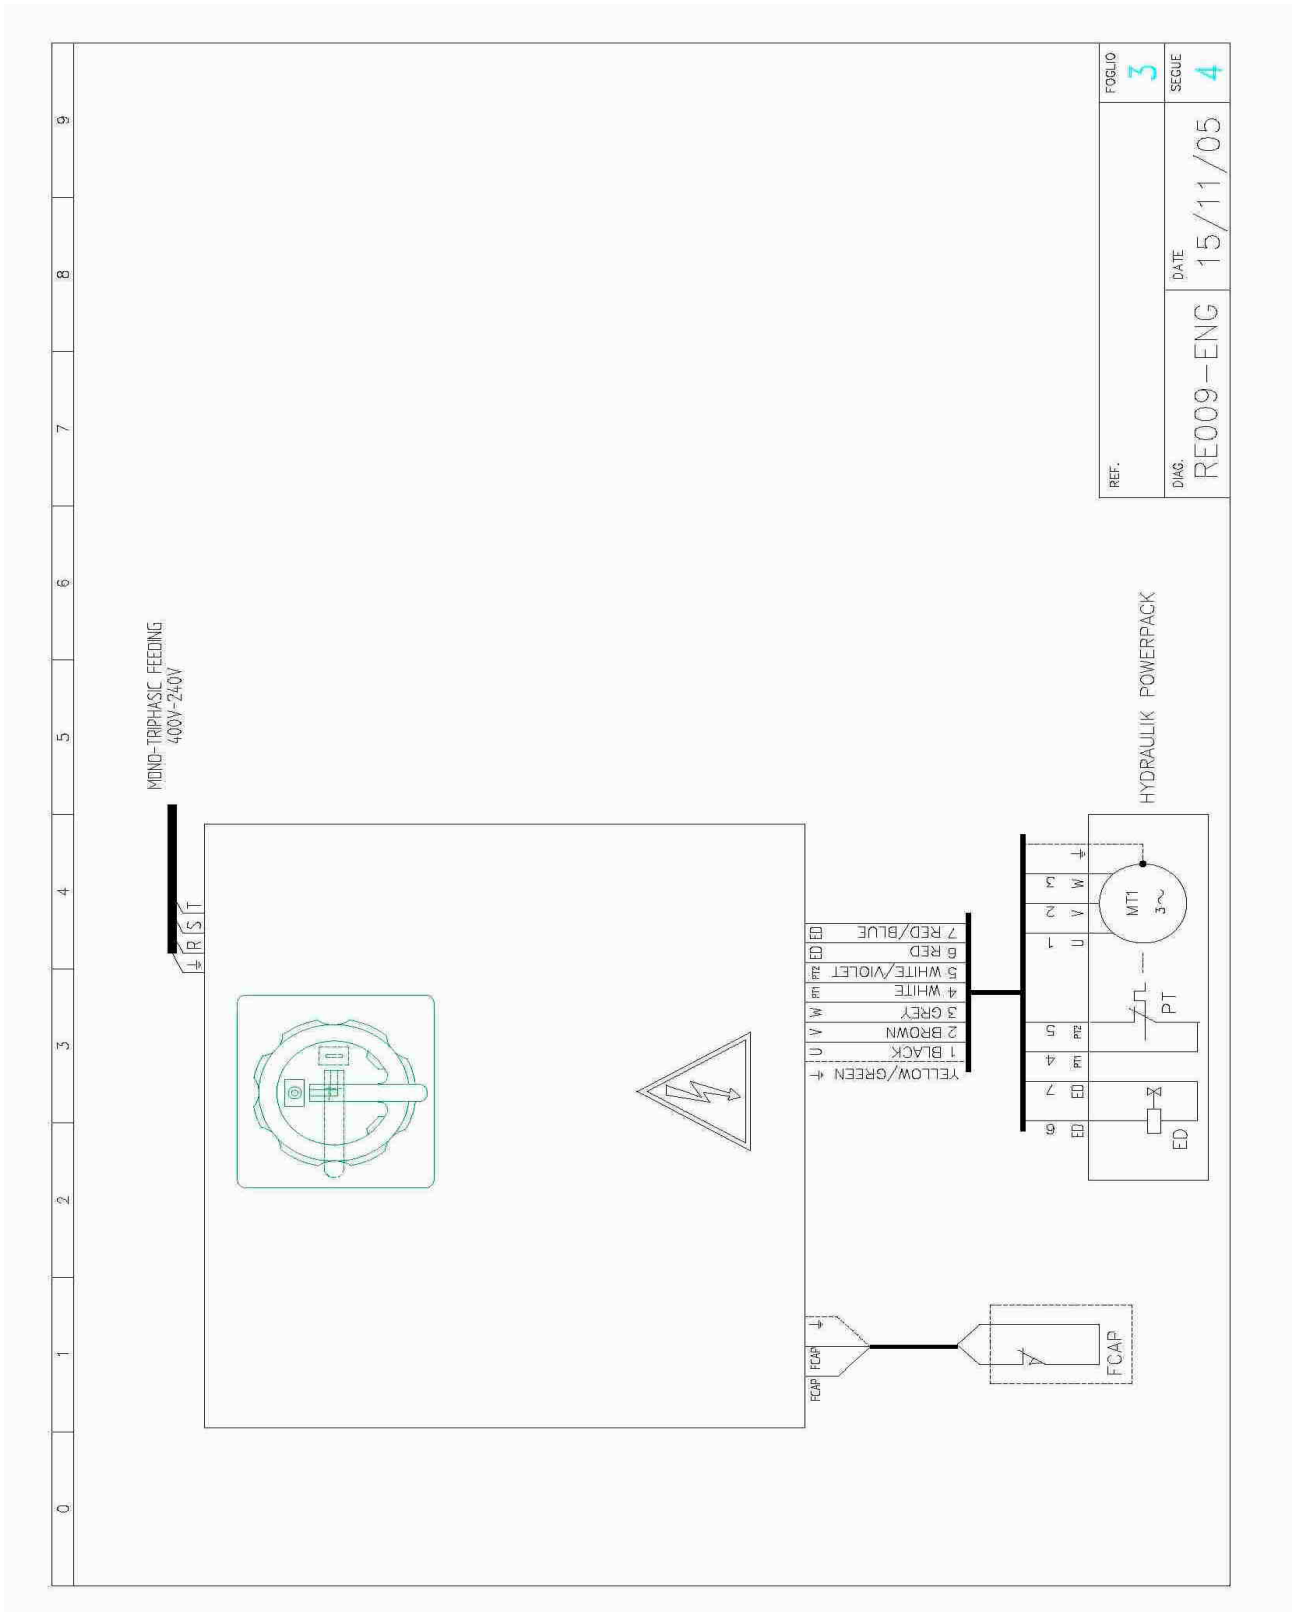 0
1
2
3
4
5
6
7
8
9
MONO-TRIPHASIC FEEDING
400V-240V
R
S
T
FCAP
FCAP
YELLOW/GREEN
U
1 BLACK
V
2 BROWN
W
3 GREY
PT1
4 WHITE
PT2
5 WHITE/VIOLET
ED
6 RED
ED
7 RED/BLUE
6
7
4
5
1
2
3
ED
ED
PT1
PT2
U
V
W
FCAP
ED
PT
MT1
3~
HYDRAULIK POWERPACK
REF.
FOGLIO
3
DIAG.
RE009-ENG
DATE
15/11/05
SEGUE
4